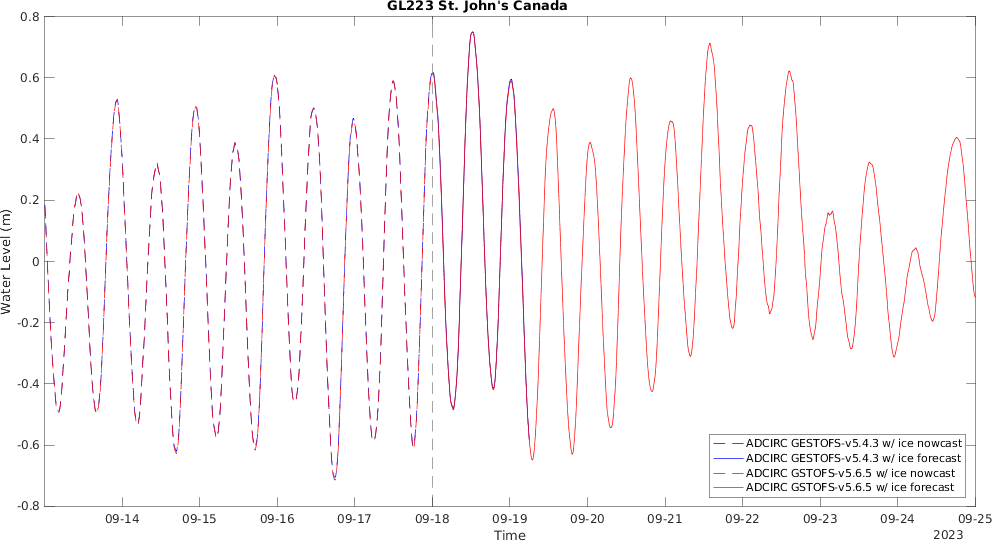 GL223 St. John's Canada
0.8
0.6
0.4
0.2
0
-0.2
-0.4
-0.6
-0.8
Water Level (m)
ADCIRC GESTOFS-v5.4.3 w/ ice nowcast
ADCIRC GESTOFS-v5.4.3 w/ ice forecast
ADCIRC GSTOFS-v5.6.5 w/ ice nowcast
ADCIRC GSTOFS-v5.6.5 w/ ice forecast
09-14 09-15 09-16 09-17 09-18 09-19 09-20 09-21 09-22 09-23 09-24 09-25
Time
2023